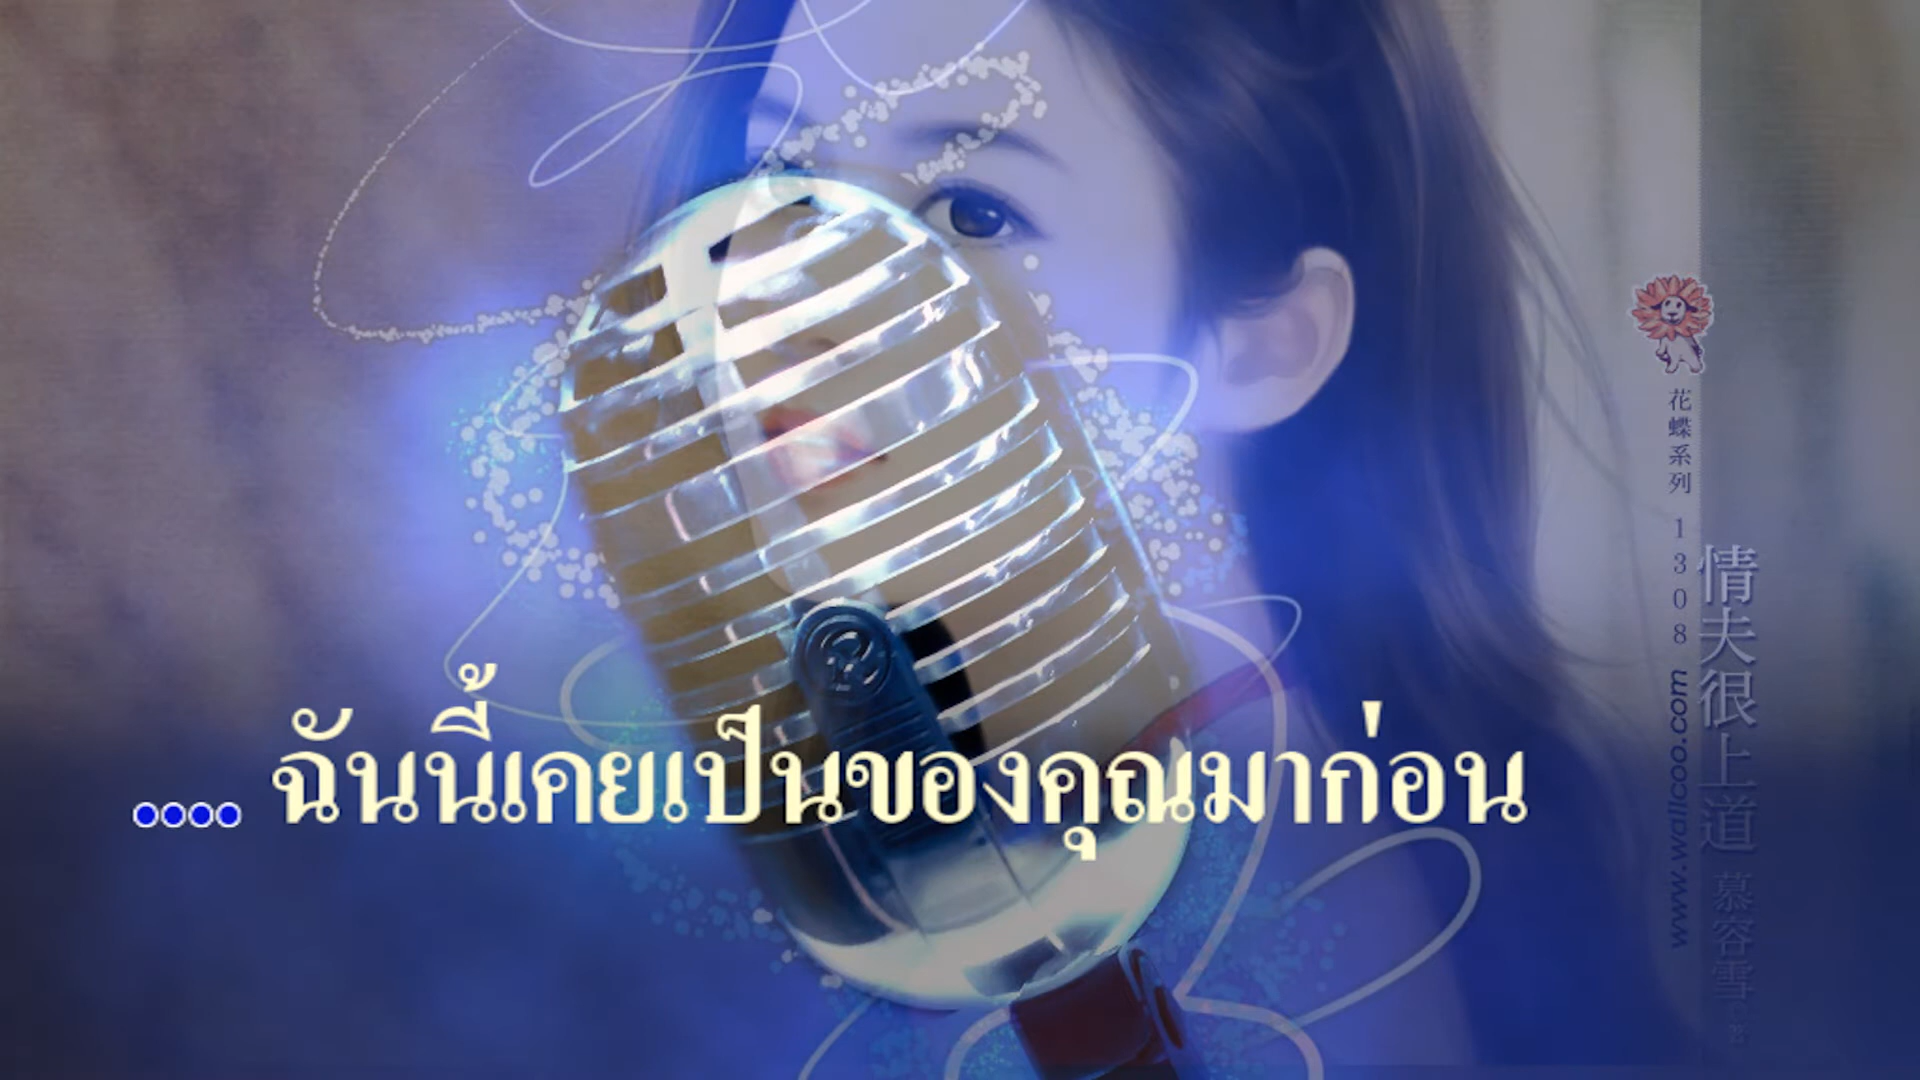 .... ฉันนี้เคยเป็นของคุณมาก่อน
花蝶系列 1308
www.wallcoo.com
情夫很上道 慕容雪